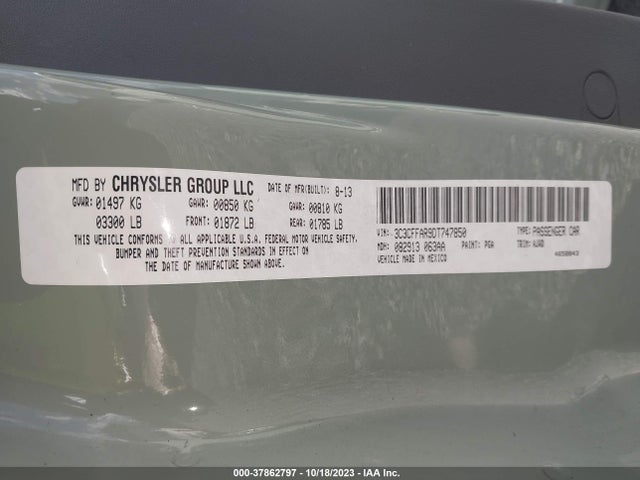 MFD BY CHRYSLER GROUP LLC
DATE OF MFR(BUILT): 8-13
GVWR: 01497 KG GAWR: 00850 KG GAWR: 00810 KG
03300 LB FRONT: 01872 LB REAR: 01785 LB
THIS VEHICLE CONFORMS TO ALL APPLICABLE U.S.A. FEDERAL MOTOR VEHICLE SAFETY,
BUMPER AND THEFT PREVENTION STANDARDS IN EFFECT ON
THE DATE OF MANUFACTURE SHOWN ABOVE.
VIN: 3C3CFFAR9DT747850 TYPE: PASSENGER CAR
MDH: 082913 063AA PAINT: PGA TRIM: AJRD
VEHICLE MADE IN MEXICO
000-37862797 - 10/18/2023 - IAA Inc.